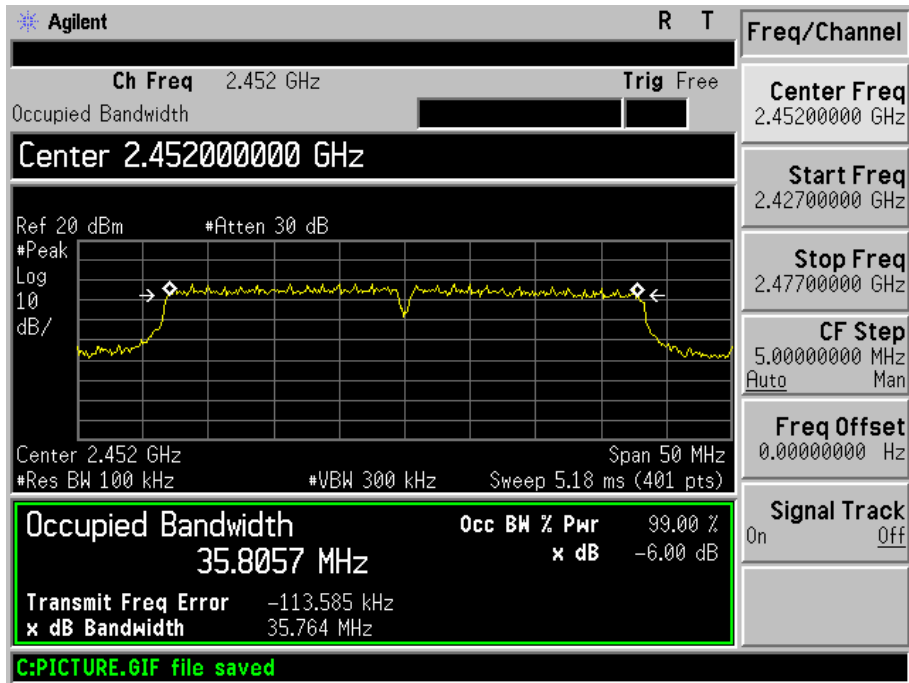 Agilent R T
Ch Freq 2.452 GHz Trig Free
Occupied Bandwidth
Center 2.452000000 GHz
Ref 20 dBm #Atten 30 dB
#Peak
Log
10
dB/
Center 2.452 GHz Span 50 MHz
#Res BW 100 kHz #VBW 300 kHz Sweep 5.18 ms (401 pts)
Occupied Bandwidth Occ BW % Pwr 99.00 %
35.8057 MHz x dB -6.00 dB
Transmit Freq Error -113.585 kHz
x dB Bandwidth 35.764 MHz
C:PICTURE.GIF file saved
Freq/Channel
Center Freq
2.45200000 GHz
Start Freq
2.42700000 GHz
Stop Freq
2.47700000 GHz
CF Step
5.00000000 MHz
Auto Man
Freq Offset
0.00000000 Hz
Signal Track
On Off